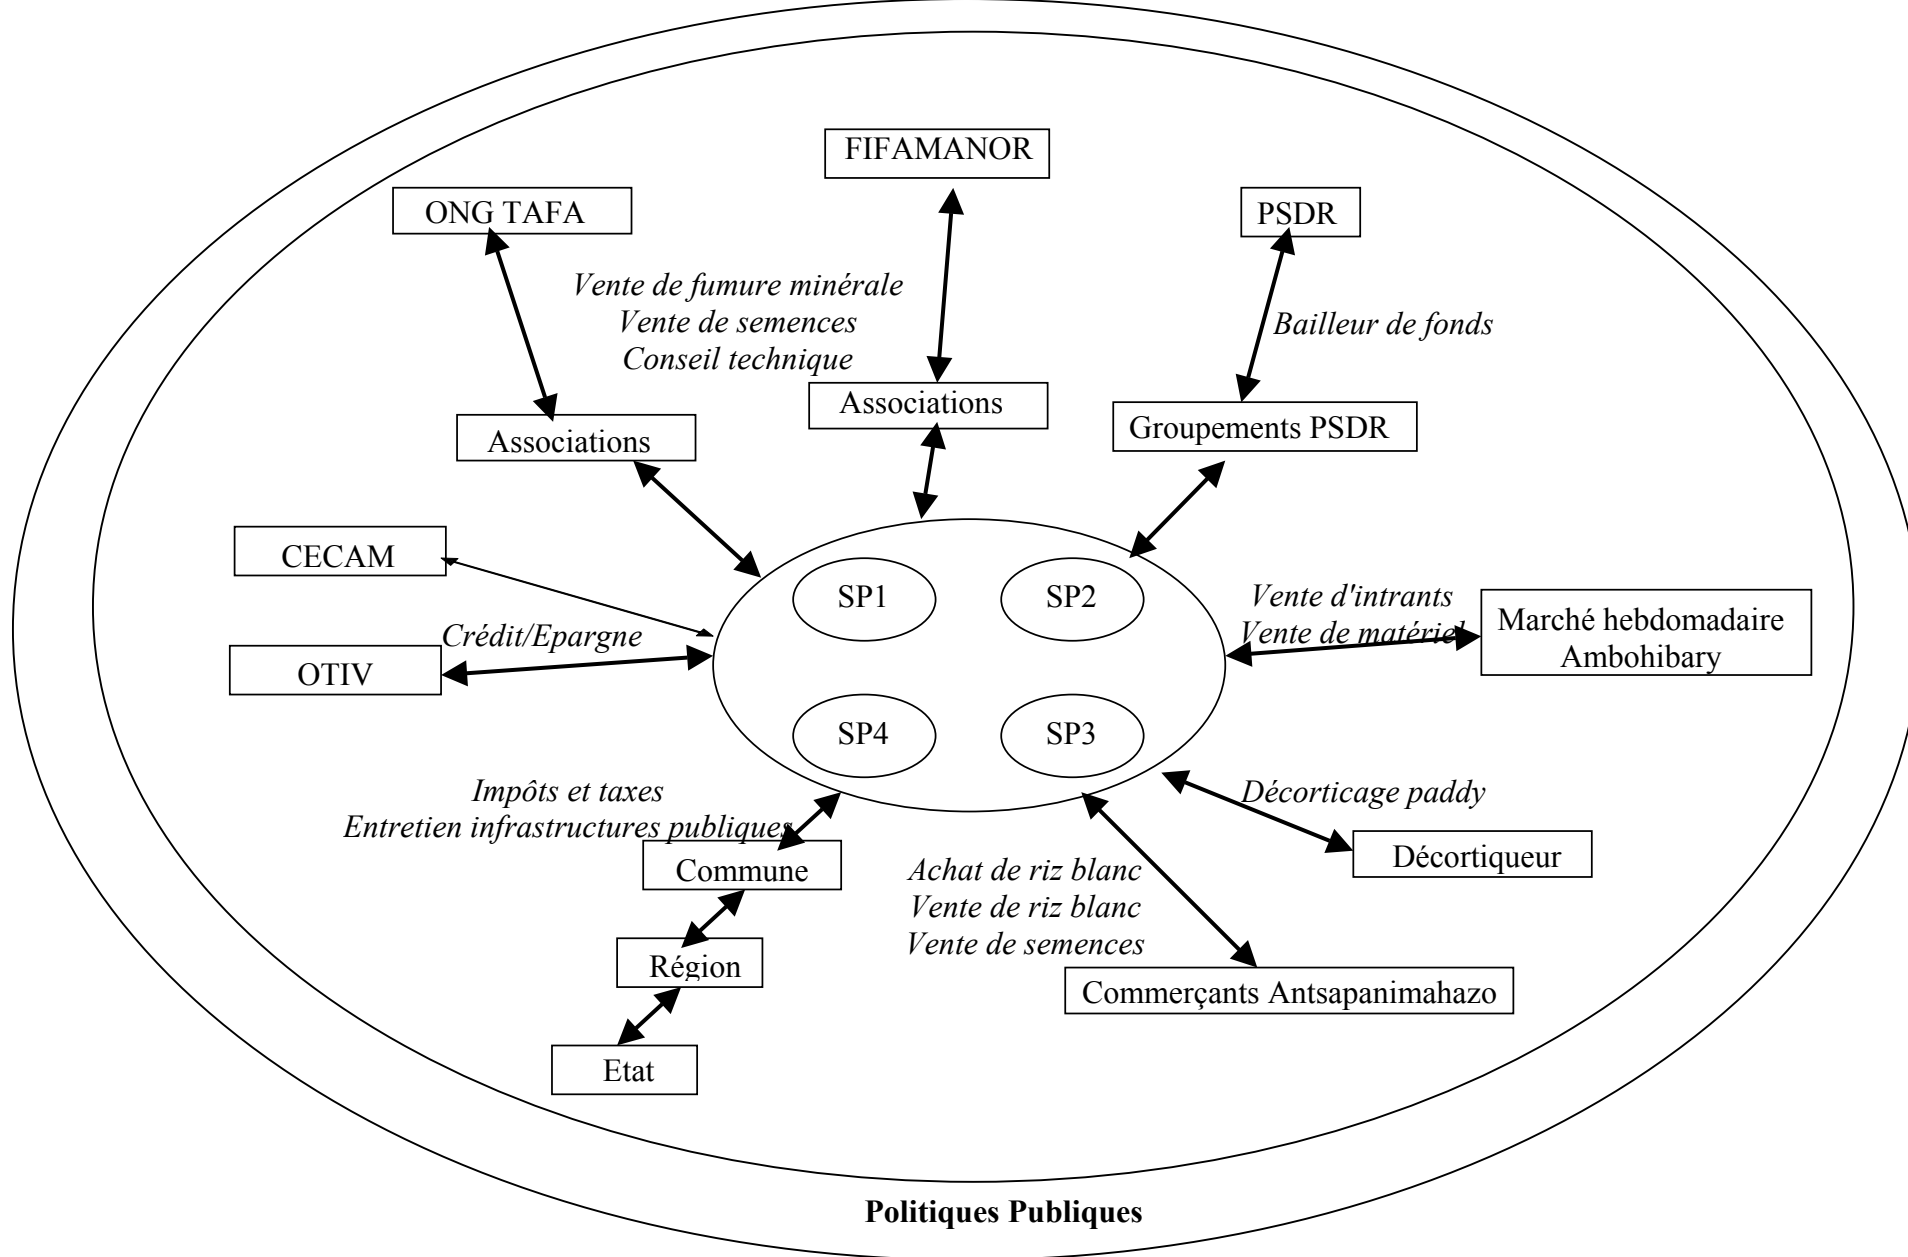 FIFAMANOR
ONG TAFA
PSDR
Vente de fumure minérale
Vente de semences
Conseil technique
Bailleur de fonds
Associations
Associations
Groupements PSDR
CECAM
SP1
SP2
Vente d'intrants
Vente de matériel
Marché hebdomadaire
Ambohibary
Crédit/Epargne
OTIV
SP4
SP3
Impôts et taxes
Entretien infrastructures publiques
Décorticage paddy
Commune
Décortiqueur
Achat de riz blanc
Vente de riz blanc
Vente de semences
Région
Commerçants Antsapanimahazo
Etat
Politiques Publiques